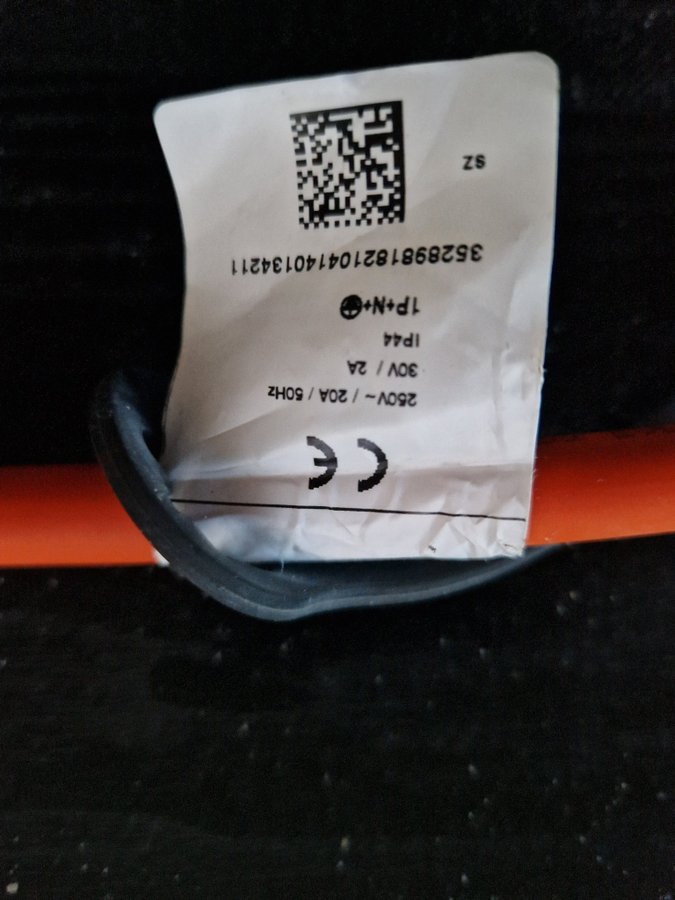 CE
250V~ / 20A / 50Hz
30V / 2A
IP44
1P+N+⏚
352898182104140134211
SZ